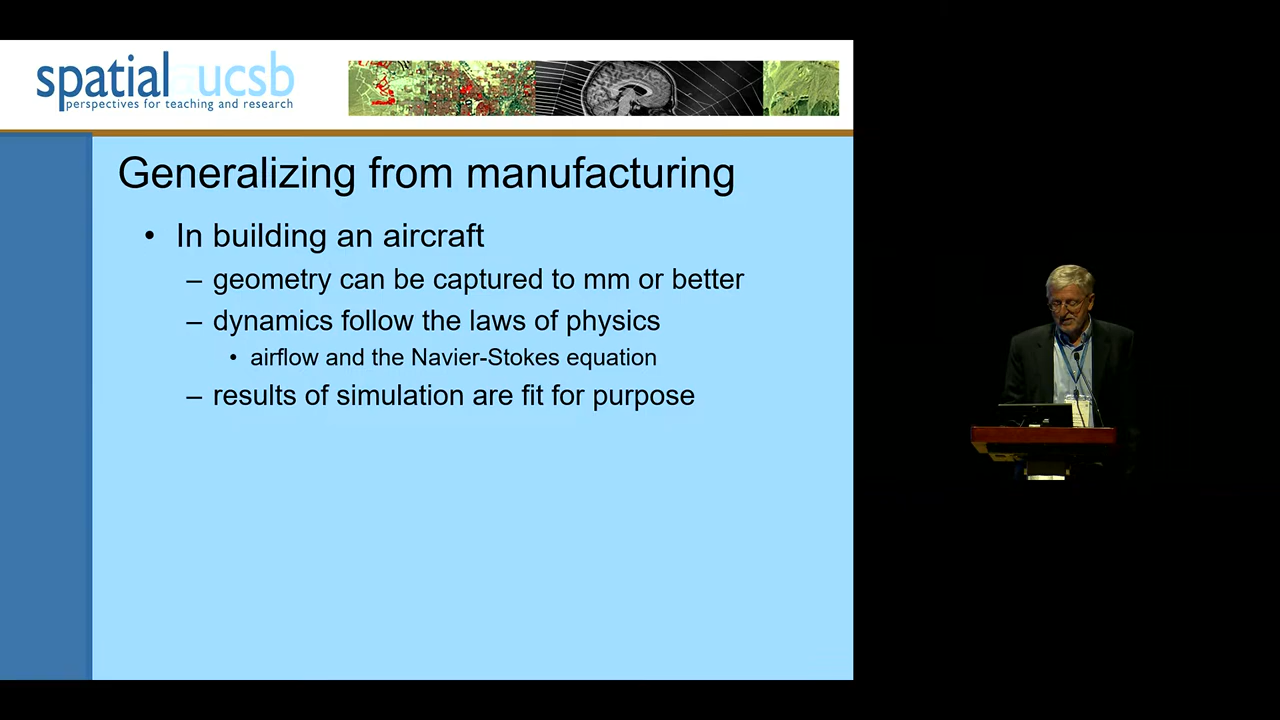 spatial@ucsb
perspectives for teaching and research
Generalizing from manufacturing
• In building an aircraft
– geometry can be captured to mm or better
– dynamics follow the laws of physics
• airflow and the Navier-Stokes equation
– results of simulation are fit for purpose